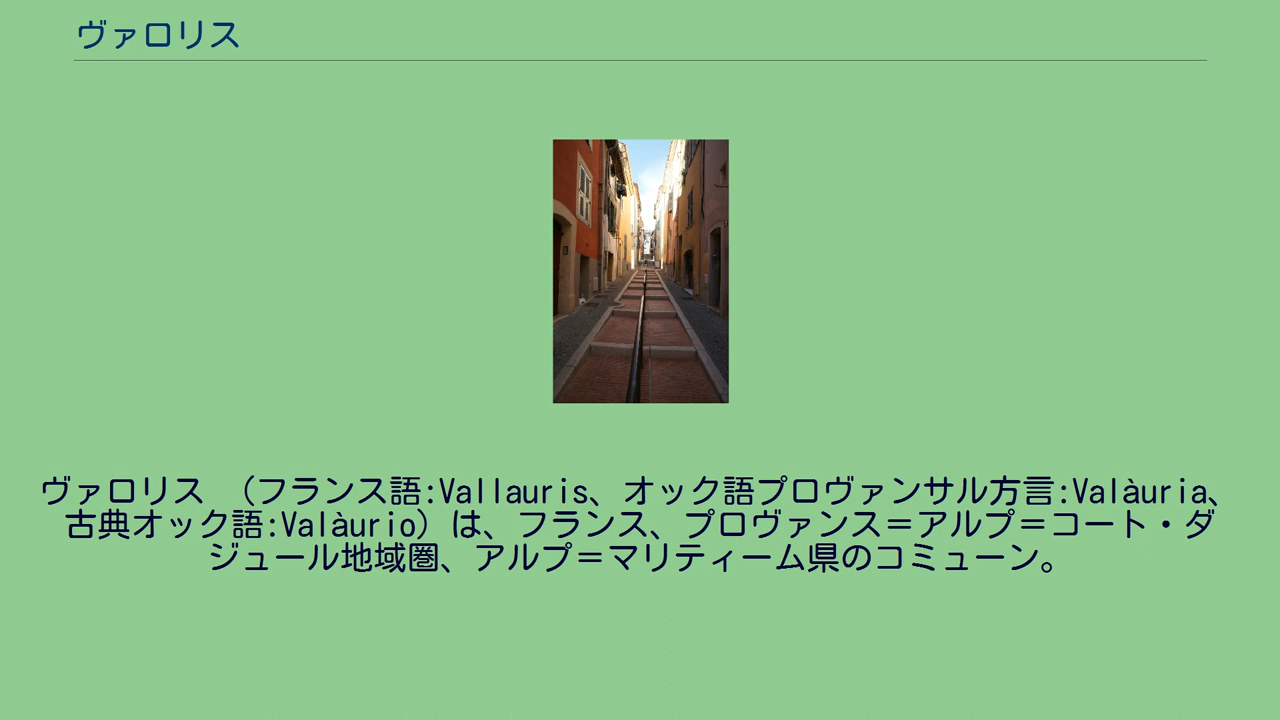 ヴァロリス
ヴァロリス （フランス語:Vallauris、オック語プロヴァンサル方言:Valàuria、
古典オック語:Valàurio）は、フランス、プロヴァンス＝アルプ＝コート・ダ
ジュール地域圏、アルプ＝マリティーム県のコミューン。